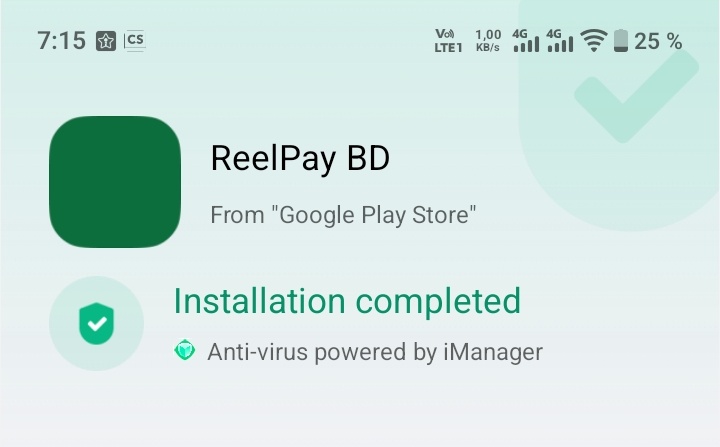 7:15 CS Vo) LTE1 1,00 KB/s 4G 4G 25 %
ReelPay BD
From "Google Play Store"
Installation completed
Anti-virus powered by iManager